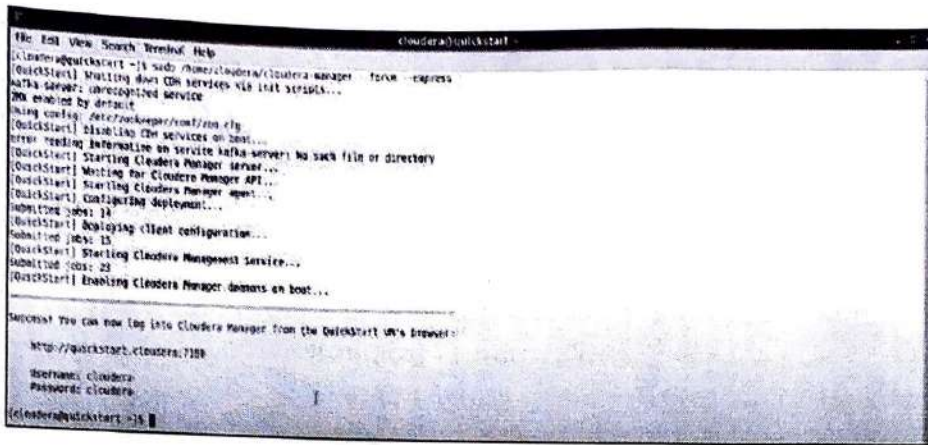 cloudera@quickstart:~
File Edit View Search Terminal Help
[cloudera@quickstart ~]$ sudo /home/cloudera/cloudera-manager --force --express
[QuickStart] Shutting down CDH services via init scripts...
kafka-server: unrecognized service
JMX enabled by default
Using config: /etc/zookeeper/conf/zoo.cfg
[QuickStart] Disabling CDH services on boot...
error reading information on service kafka-server: No such file or directory
[QuickStart] Starting Cloudera Manager server...
[QuickStart] Waiting for Cloudera Manager API...
[QuickStart] Starting Cloudera Manager agent...
[QuickStart] Configuring deployment...
Submitted jobs: 14
[QuickStart] Deploying client configuration...
Submitted jobs: 15
[QuickStart] Starting Cloudera Management Service...
Submitted jobs: 23
[QuickStart] Enabling Cloudera Manager daemons on boot...
Success! You can now log into Cloudera Manager from the QuickStart VM's browser:
http://quickstart.cloudera:7180
Username: cloudera
Password: cloudera
[cloudera@quickstart ~]$